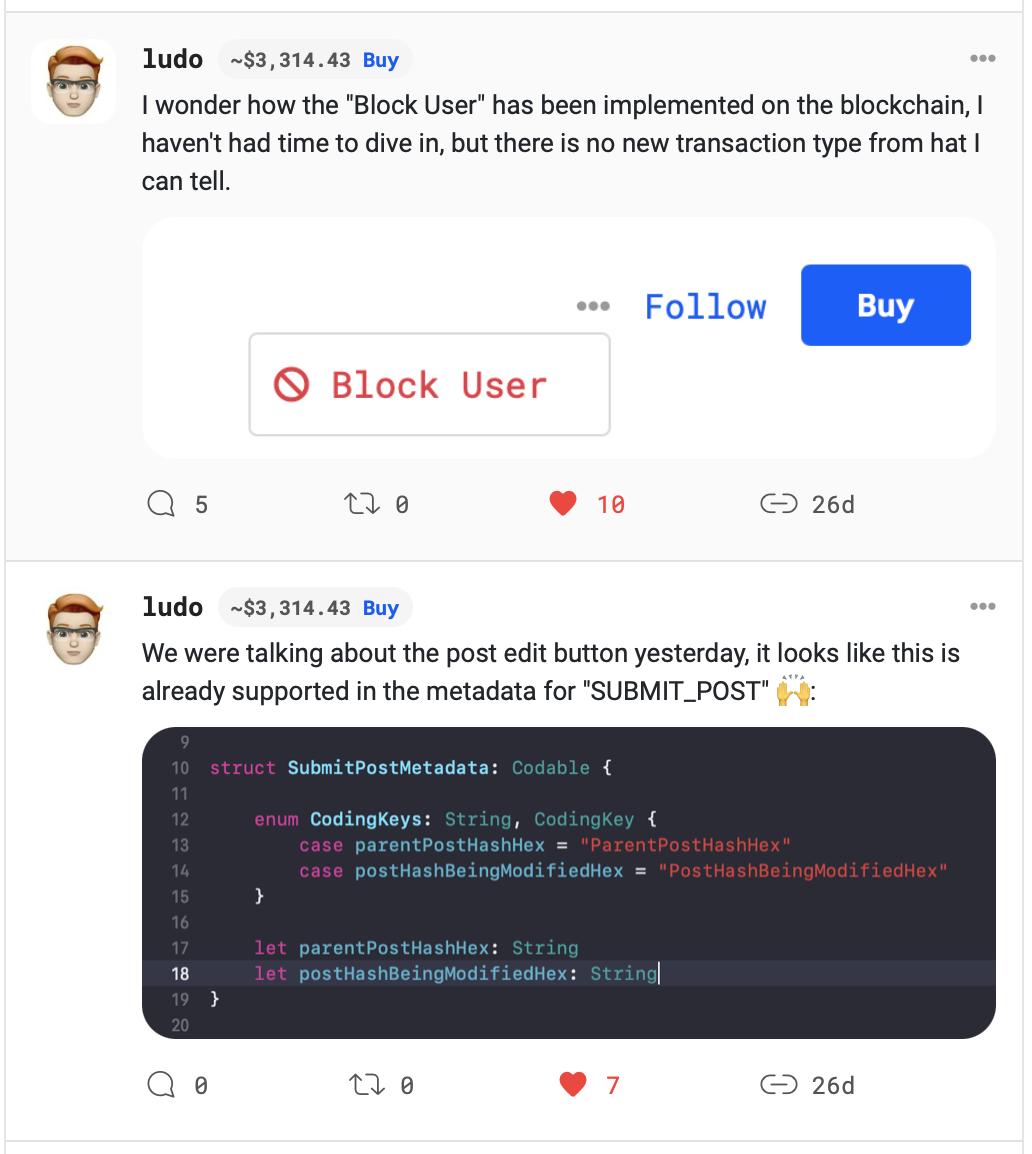 ludo ~$3,314.43 Buy
I wonder how the "Block User" has been implemented on the blockchain, I
haven't had time to dive in, but there is no new transaction type from hat I
can tell.
Follow Buy
Block User
5 0 10 26d
ludo ~$3,314.43 Buy
We were talking about the post edit button yesterday, it looks like this is
already supported in the metadata for "SUBMIT_POST" 🙌:
9
10 struct SubmitPostMetadata: Codable {
11
12 enum CodingKeys: String, CodingKey {
13 case parentPostHashHex = "ParentPostHashHex"
14 case postHashBeingModifiedHex = "PostHashBeingModifiedHex"
15 }
16
17 let parentPostHashHex: String
18 let postHashBeingModifiedHex: String
19 }
20
0 0 7 26d